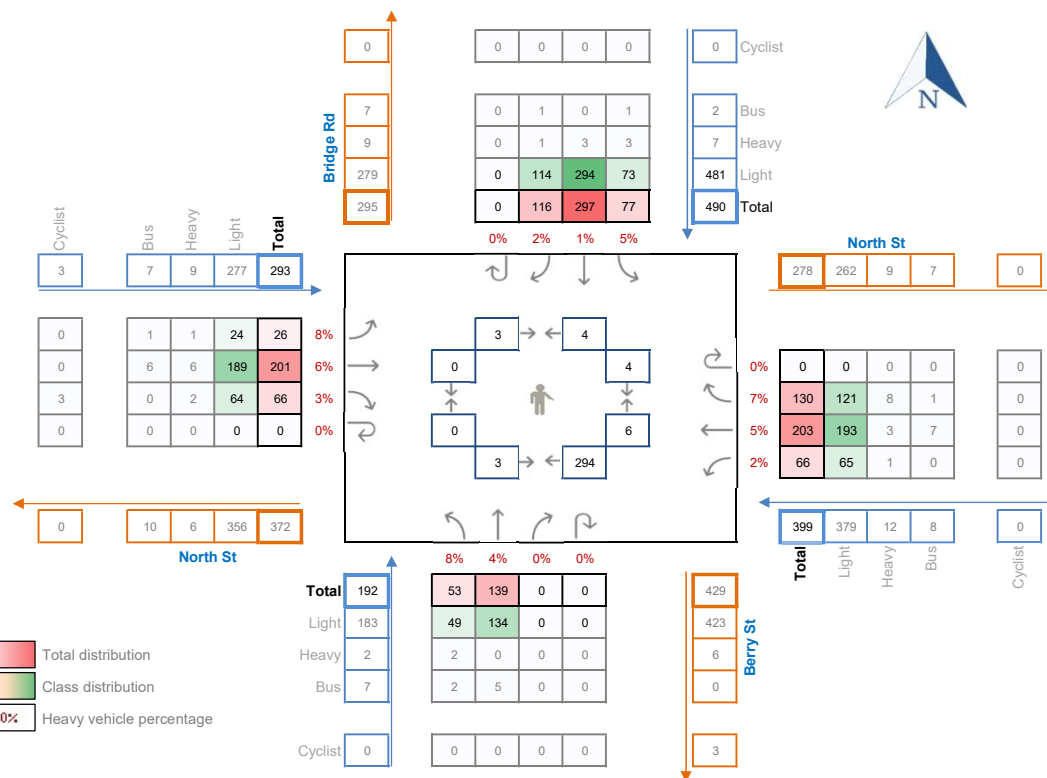 0 0 0 0 0 0 Cyclist
7 0 1 0 1 2 Bus
9 0 1 3 3 7 Heavy
279 0 114 294 73 481 Light
295 0 116 297 77 490 Total
Bridge Rd
N
0% 2% 1% 5%
Cyclist Bus Heavy Light Total
North St
3 7 9 277 293
278 262 9 7 0
0 1 1 24 26 8%
3 4
0 6 6 189 201 6%
0 4
0% 0 0 0 0 0
3 0 2 64 66 3%
7% 130 121 8 1 0
0 0 0 0 0 0%
0 6
5% 203 193 3 7 0
3 294
2% 66 65 1 0 0
0 10 6 356 372
399 379 12 8 0
North St
8% 4% 0% 0%
Total Light Heavy Bus Cyclist
Total 192 53 139 0 0 429
Light 183 49 134 0 0 423
Heavy 2 2 0 0 0 6
Bus 7 2 5 0 0 0
Berry St
Total distribution
Class distribution
0% Heavy vehicle percentage
Cyclist 0 0 0 0 0 3